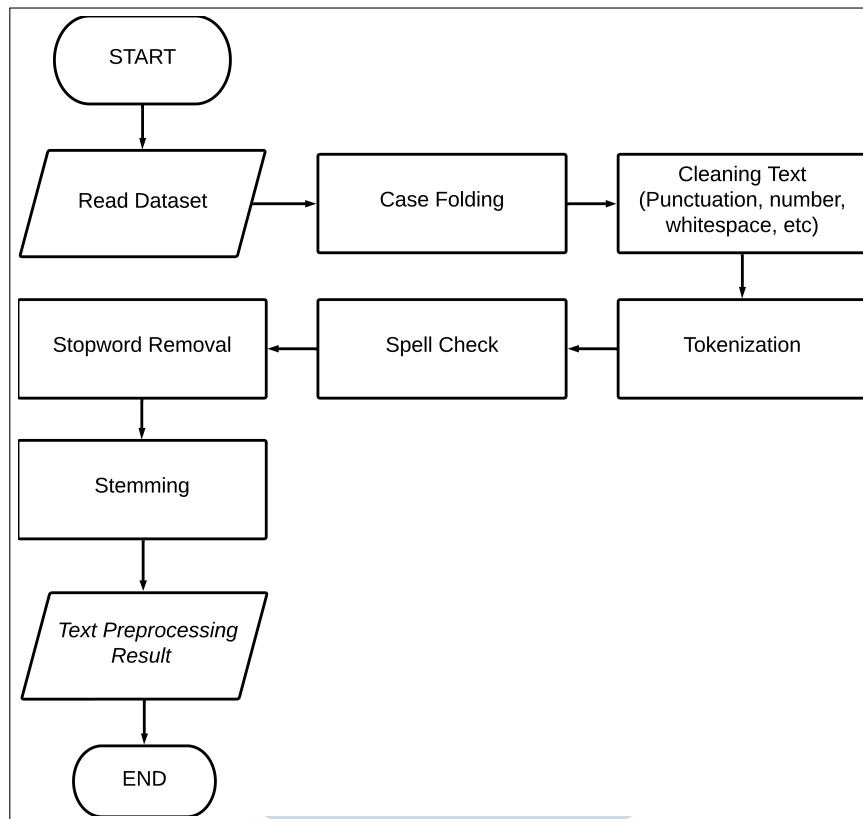 START
Read Dataset
Case Folding
Cleaning Text
(Punctuation, number,
whitespace, etc)
Tokenization
Spell Check
Stopword Removal
Stemming
Text Preprocessing
Result
END